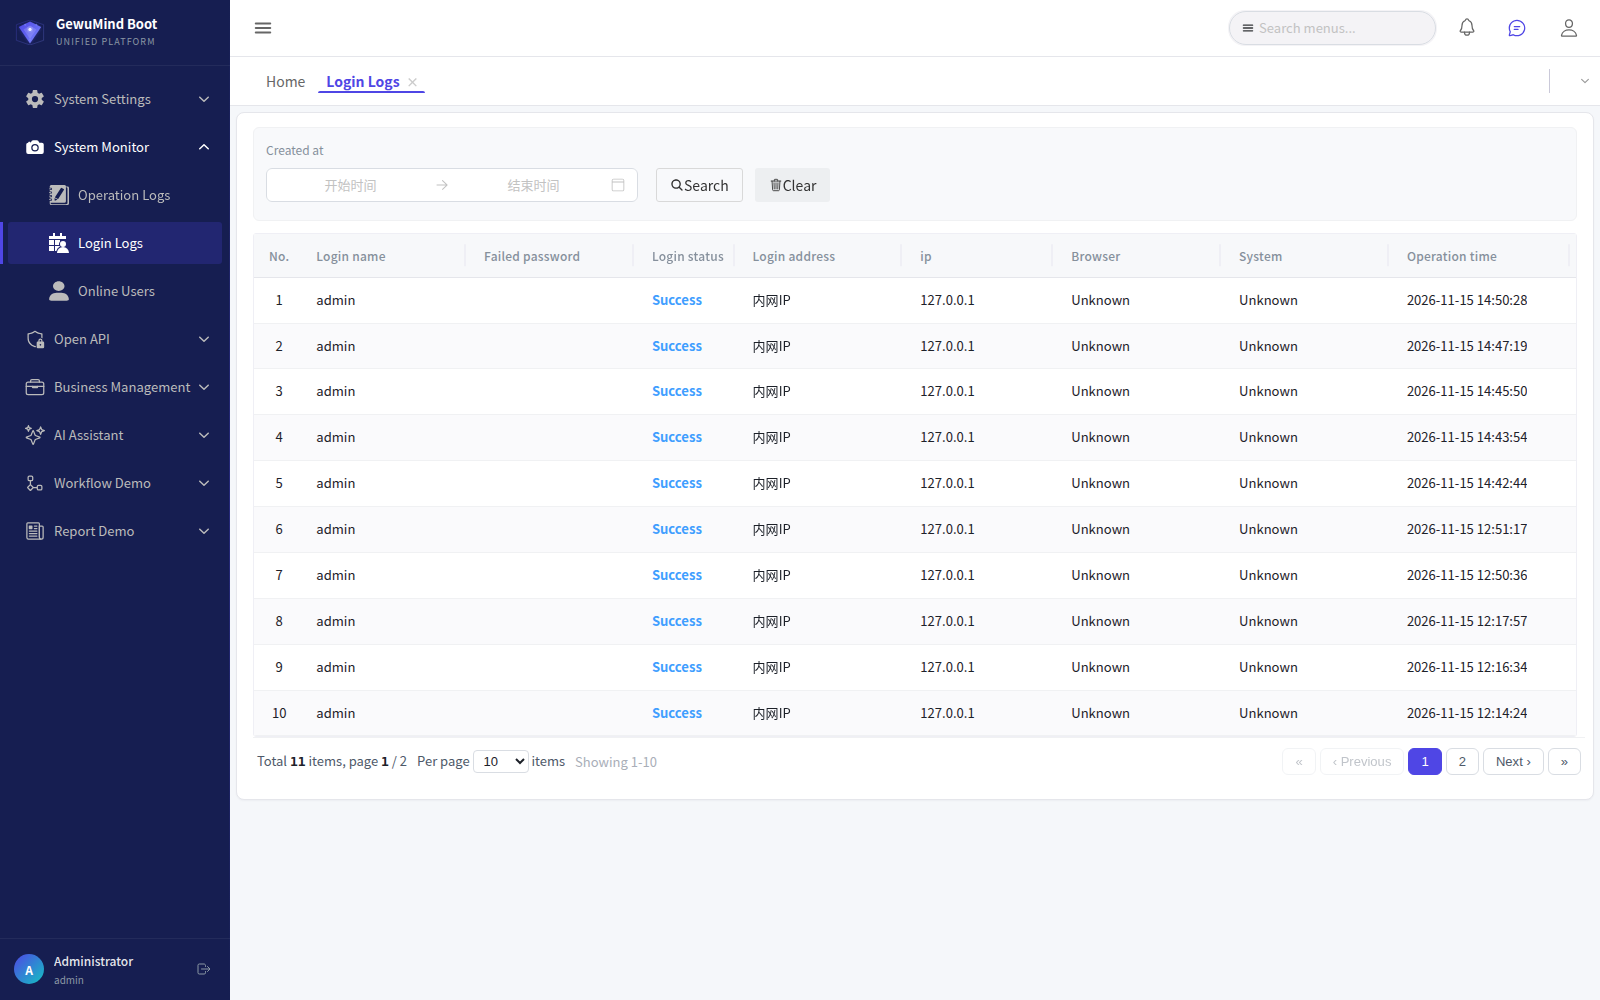 GewuMind Boot
UNIFIED PLATFORM
System Settings
System Monitor
Operation Logs
Login Logs
Online Users
Open API
Business Management
AI Assistant
Workflow Demo
Report Demo
A
Administrator
admin
Search menus...
Home
Login Logs
Created at
开始时间
结束时间
Search
Clear
No. Login name Failed password Login status Login address ip Browser System Operation time
1 admin Success 内网IP 127.0.0.1 Unknown Unknown 2026-11-15 14:50:28
2 admin Success 内网IP 127.0.0.1 Unknown Unknown 2026-11-15 14:47:19
3 admin Success 内网IP 127.0.0.1 Unknown Unknown 2026-11-15 14:45:50
4 admin Success 内网IP 127.0.0.1 Unknown Unknown 2026-11-15 14:43:54
5 admin Success 内网IP 127.0.0.1 Unknown Unknown 2026-11-15 14:42:44
6 admin Success 内网IP 127.0.0.1 Unknown Unknown 2026-11-15 12:51:17
7 admin Success 内网IP 127.0.0.1 Unknown Unknown 2026-11-15 12:50:36
8 admin Success 内网IP 127.0.0.1 Unknown Unknown 2026-11-15 12:17:57
9 admin Success 内网IP 127.0.0.1 Unknown Unknown 2026-11-15 12:16:34
10 admin Success 内网IP 127.0.0.1 Unknown Unknown 2026-11-15 12:14:24
Total 11 items, page 1 / 2 Per page 10 items Showing 1-10
« ‹ Previous 1 2 Next › »